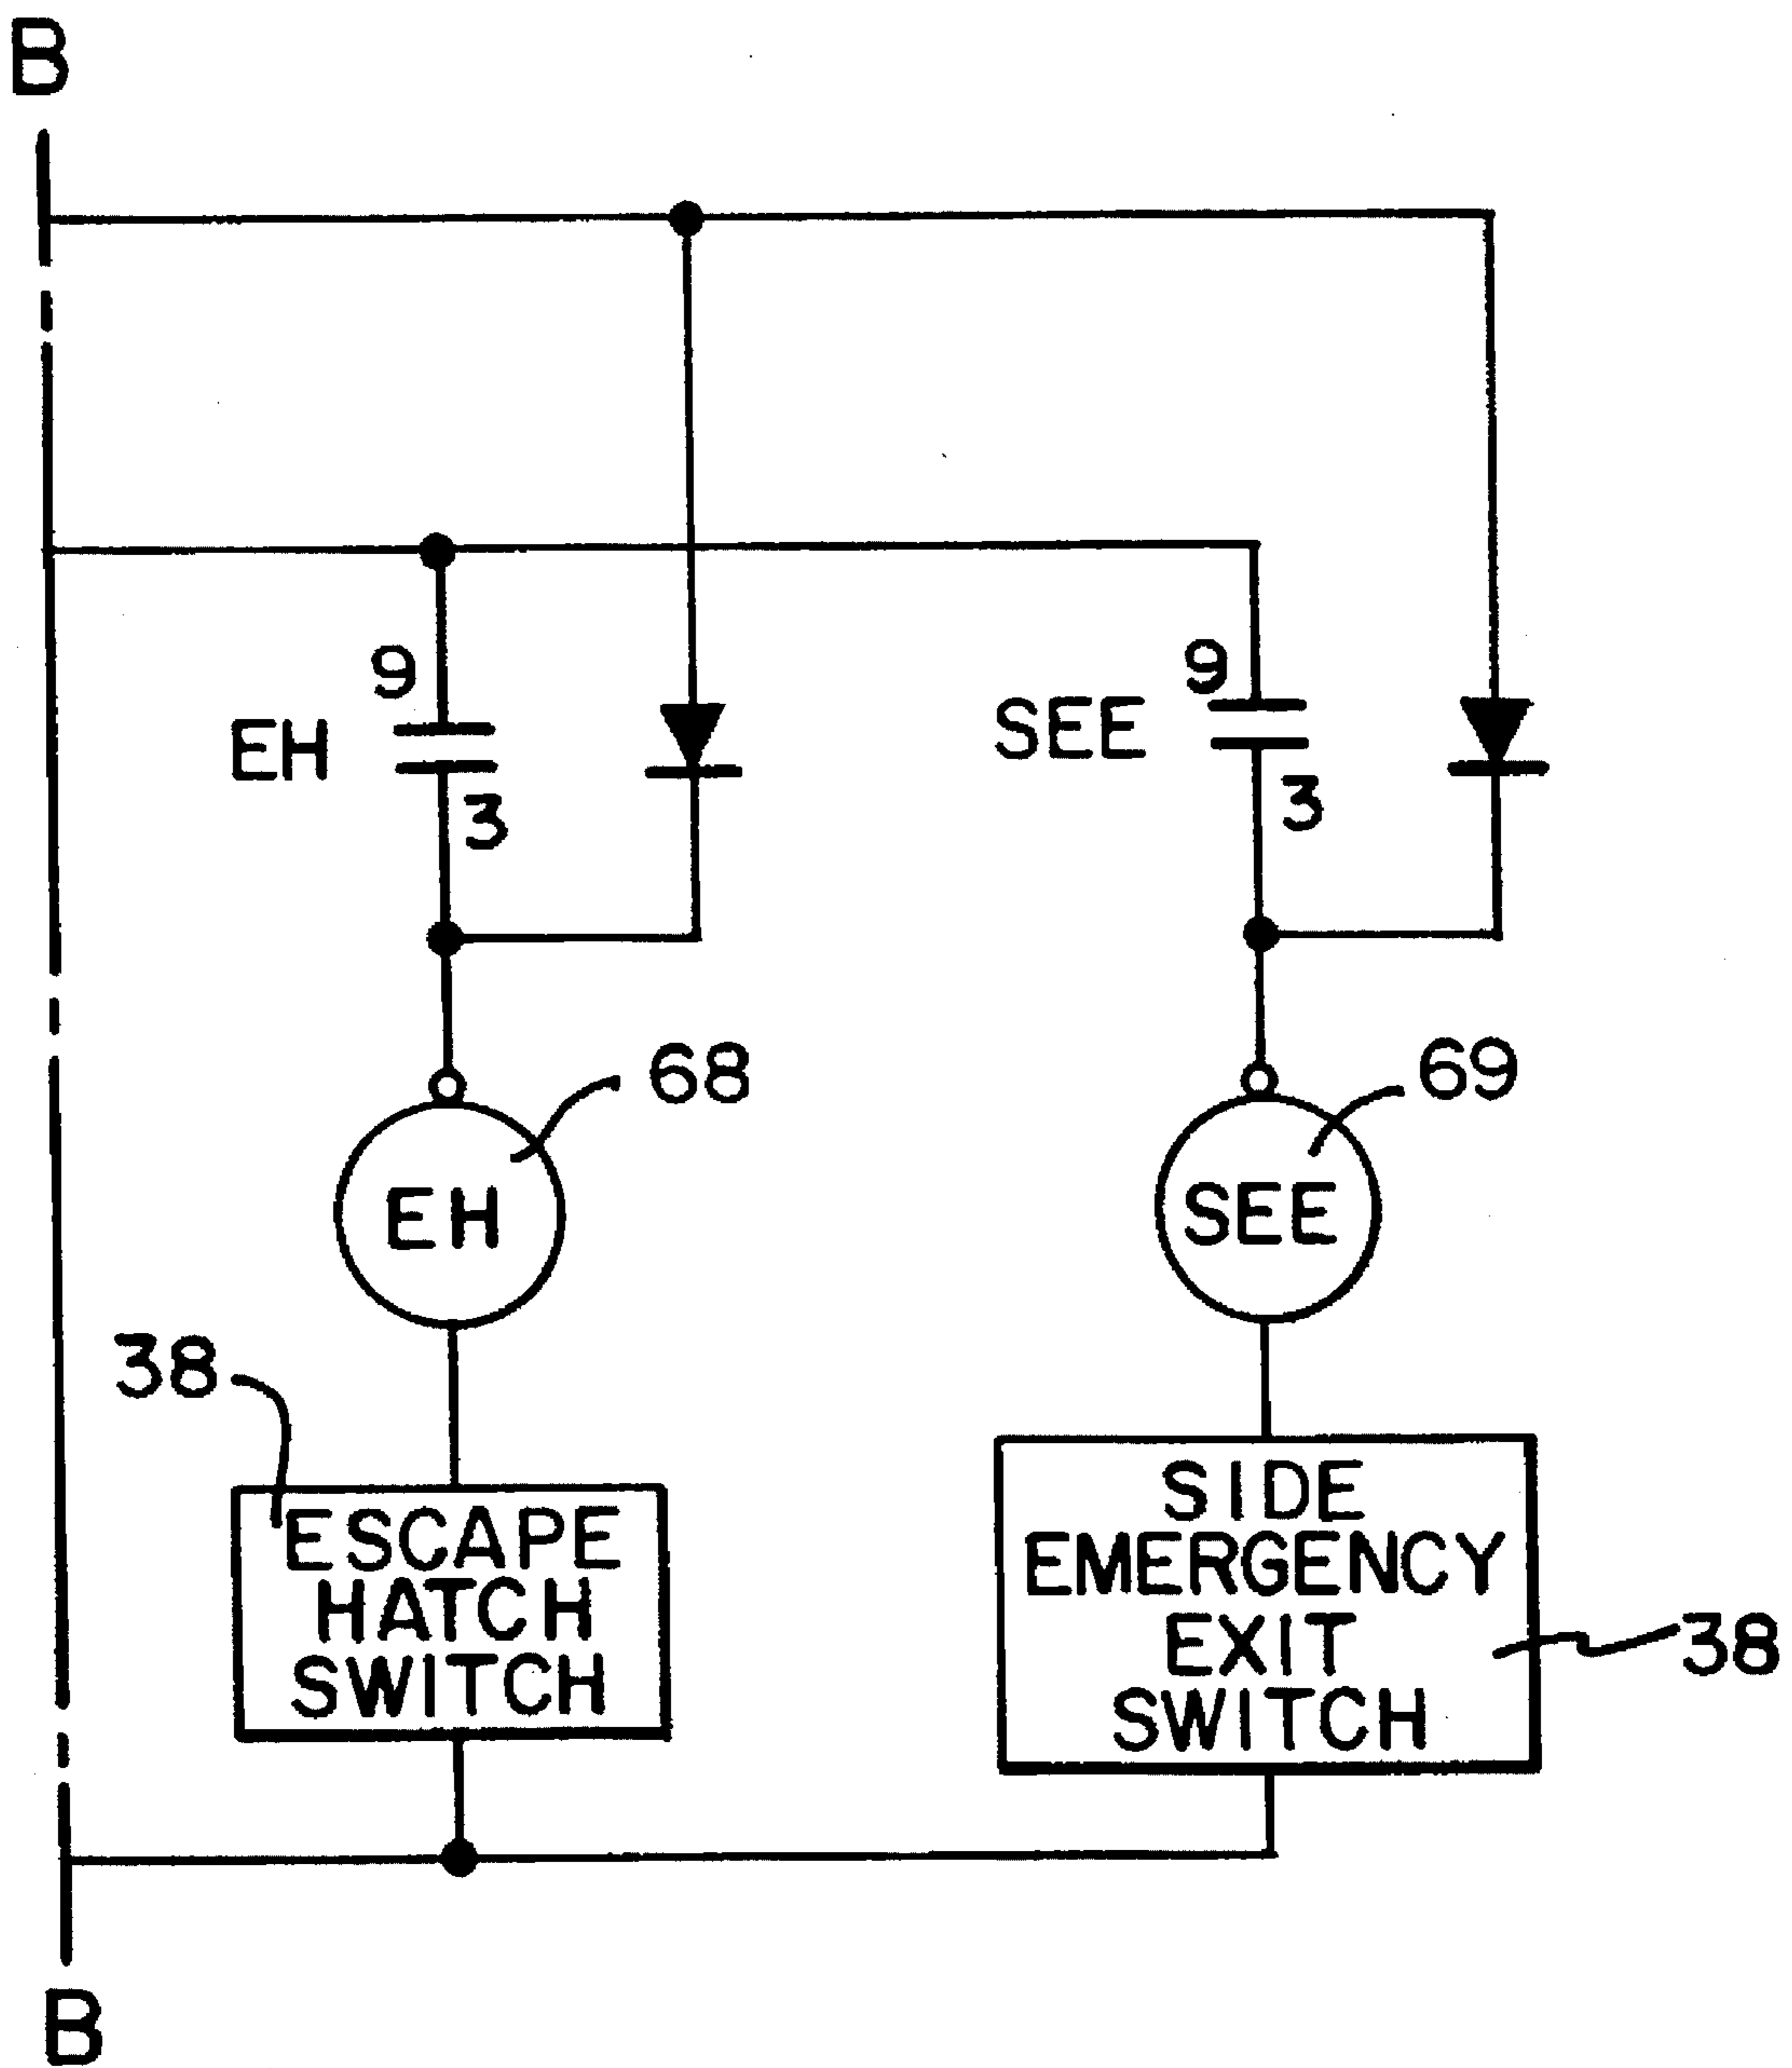 B
9
EH
3
9
SEE
3
68
EH
69
SEE
38
ESCAPE
HATCH
SWITCH
SIDE
EMERGENCY
EXIT
SWITCH
38
B